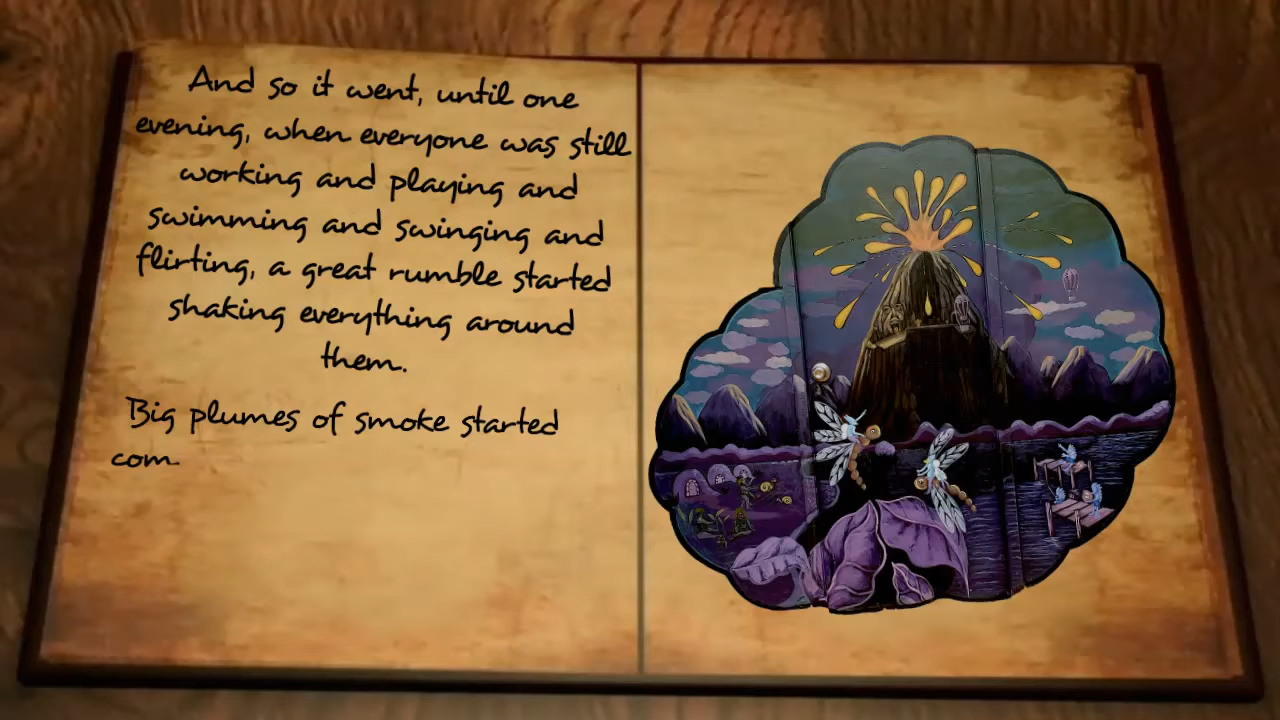 And so it went, until one
evening, when everyone was still
working and playing and
swimming and swinging and
flirting, a great rumble started
shaking everything around
them.
Big plumes of smoke started
com